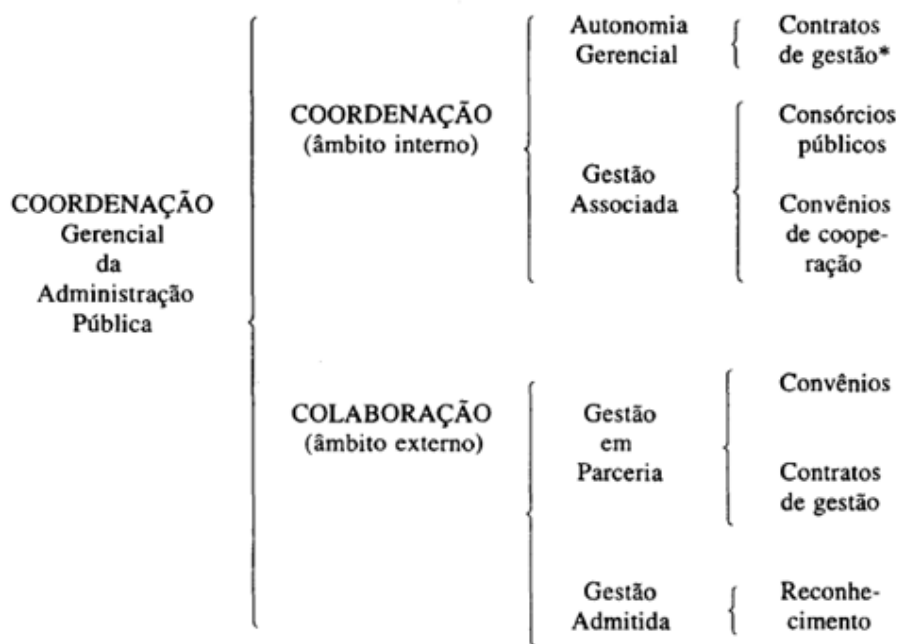 COORDENAÇÃO
Gerencial
da
Administração
Pública
COORDENAÇÃO
(âmbito interno)
Autonomia
Gerencial
Contratos
de gestão*
Gestão
Associada
Consórcios
públicos
Convênios
de coope-
ração
COLABORAÇÃO
(âmbito externo)
Gestão
em
Parceria
Convênios
Contratos
de gestão
Gestão
Admitida
Reconhe-
cimento